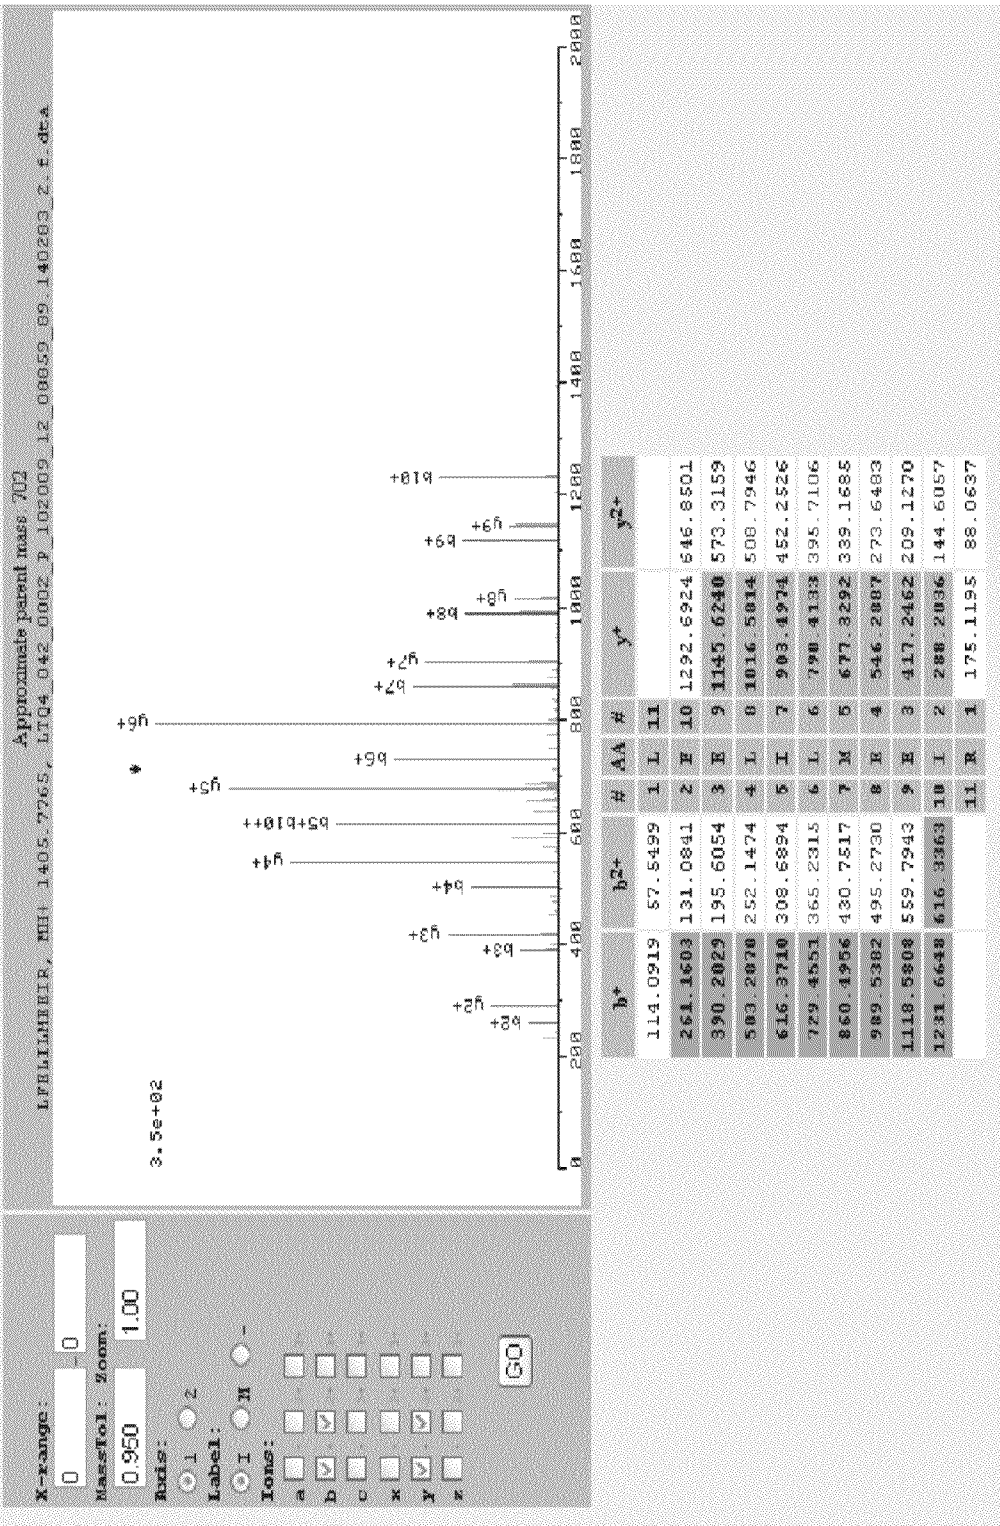 X-range:
0 - 0
MassTol: Zoom:
0.950 1.00
Axis:
1 2
Label:
I M -
Ions:
a
b
c
x
y
z
GO
Approximate parent mass 702
LFELILMEEIR, MH+ 1405.7765, LTQ4_042_0002_P_102009_12_08059_89_140203_2.f.dta
3.5e+02
*
b2+
y2+
b3+
y3+
b4+
y4+
b5+b10++
y5+
b6+
y6+
b7+
y7+
b8+
y8+
b9+
y9+
b10+
0 200 400 600 800 1000 1200 1400 1600 1800 2000
b+ b2+ # AA # y+ y2+
114.0919 57.5499 1 L 11
261.1603 131.0841 2 F 10 1292.6924 646.8501
390.2029 195.6054 3 E 9 1145.6240 573.3159
503.2870 252.1474 4 L 8 1016.5814 508.7946
616.3710 308.6894 5 I 7 903.4974 452.2526
729.4551 365.2315 6 L 6 790.4133 395.7106
860.4956 430.7517 7 M 5 677.3292 339.1685
989.5382 495.2730 8 E 4 546.2887 273.6483
1118.5808 559.7943 9 E 3 417.2462 209.1270
1231.6648 616.3363 10 I 2 288.2036 144.6057
11 R 1 175.1195 88.0637